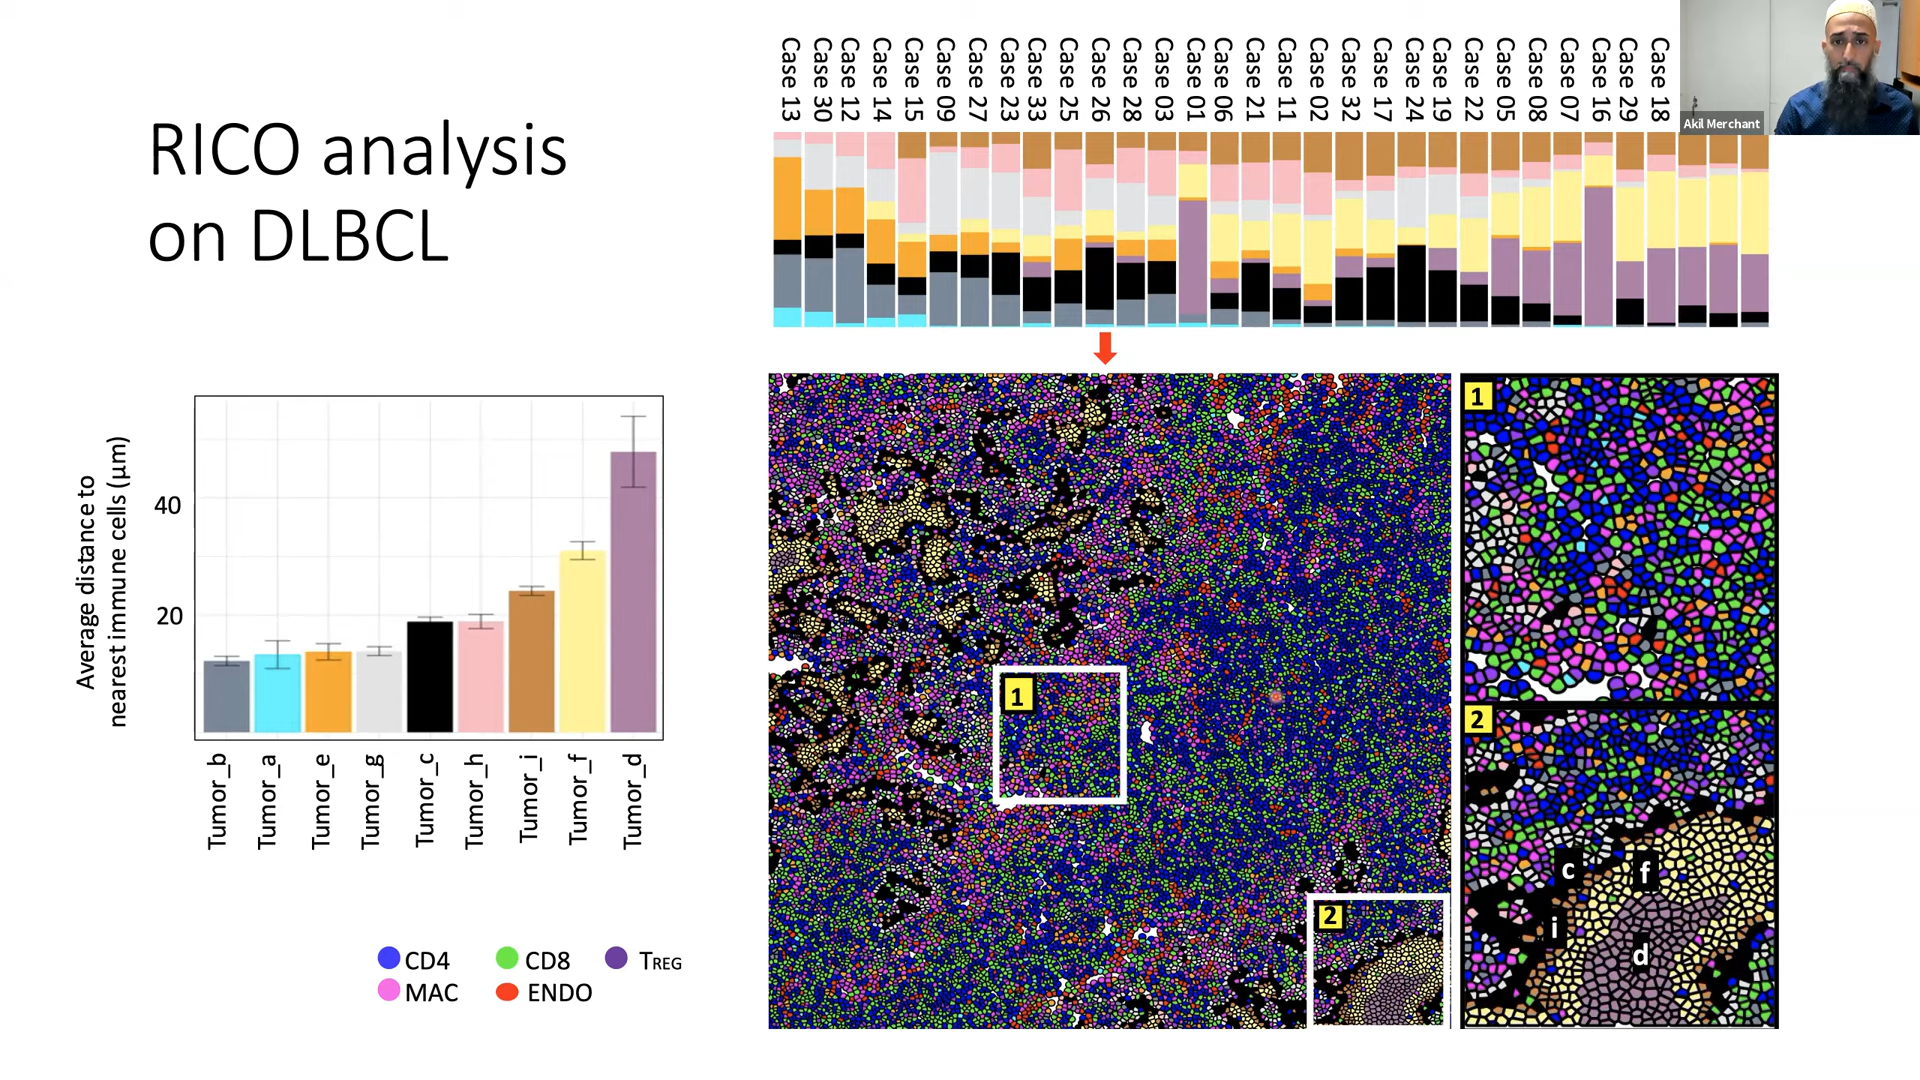 RICO analysis
on DLBCL
Case 13
Case 30
Case 12
Case 14
Case 15
Case 09
Case 27
Case 23
Case 33
Case 25
Case 26
Case 28
Case 03
Case 01
Case 06
Case 21
Case 11
Case 02
Case 32
Case 17
Case 24
Case 19
Case 22
Case 05
Case 08
Case 07
Case 16
Case 29
Case 18
Akil Merchant
Average distance to
nearest immune cells (μm)
40
20
Tumor_b
Tumor_a
Tumor_e
Tumor_g
Tumor_c
Tumor_h
Tumor_i
Tumor_f
Tumor_d
CD4
CD8
TREG
MAC
ENDO
1
2
1
2
c
f
i
d